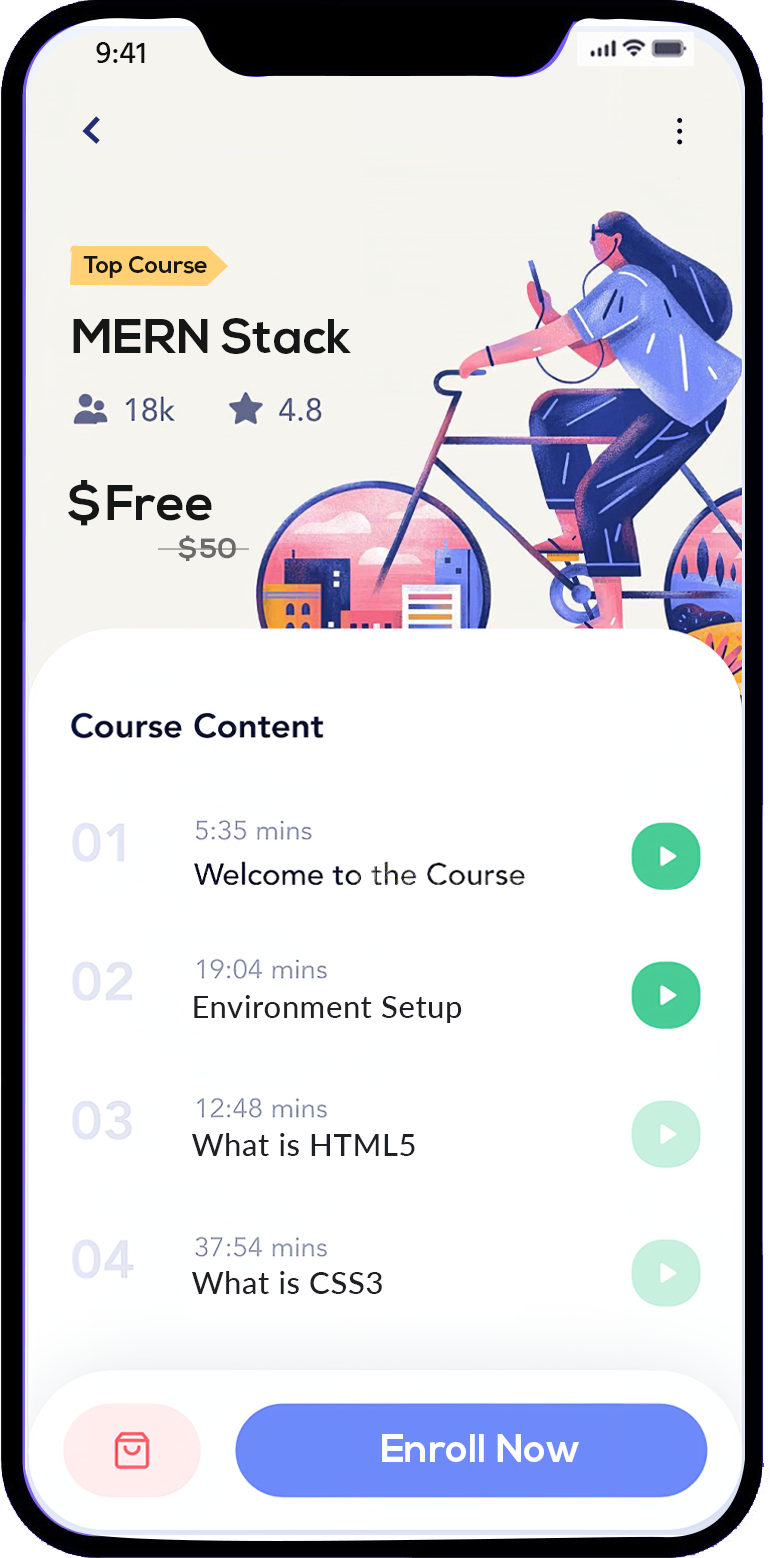 9:41
Top Course
MERN Stack
18k 4.8
$Free
$50
Course Content
01 5:35 mins
Welcome to the Course
02 19:04 mins
Environment Setup
03 12:48 mins
What is HTML5
04 37:54 mins
What is CSS3
Enroll Now